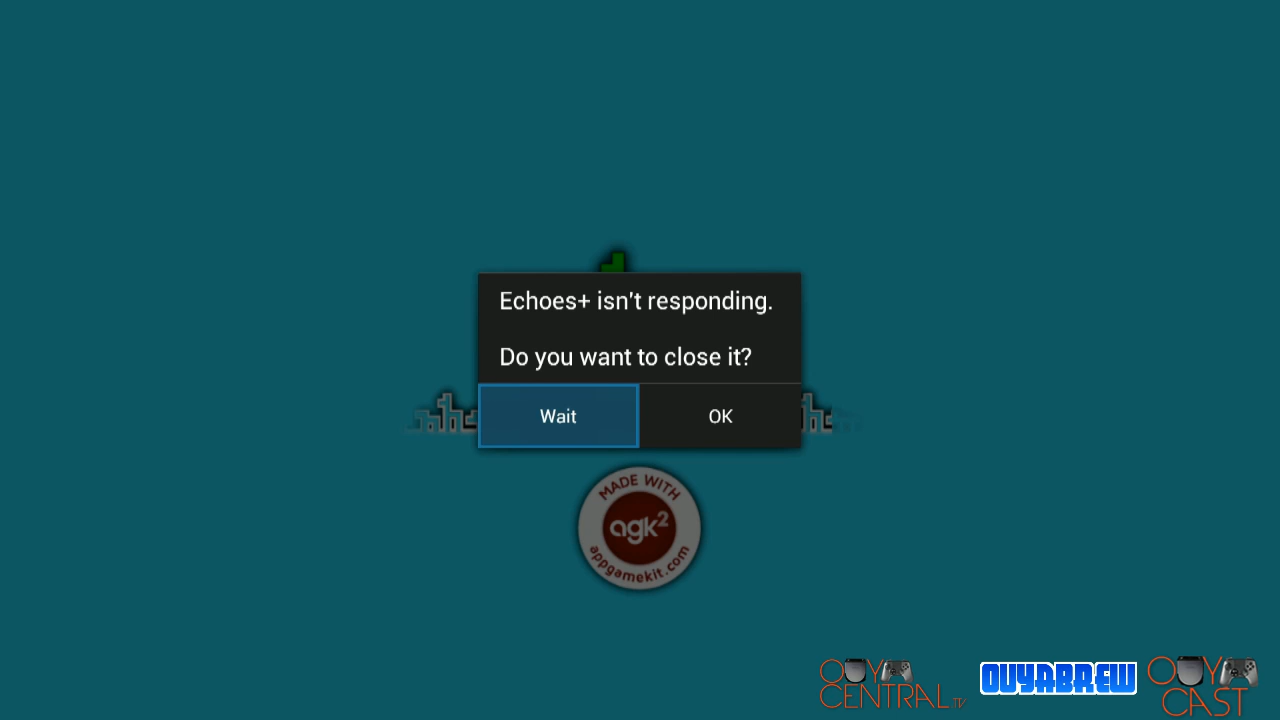 Echoes+ isn't responding.
Do you want to close it?
Wait
OK
MADE WITH
agk2
appgamekit.com
OUYA CENTRAL.TV
OUYABREW
OUYA CAST